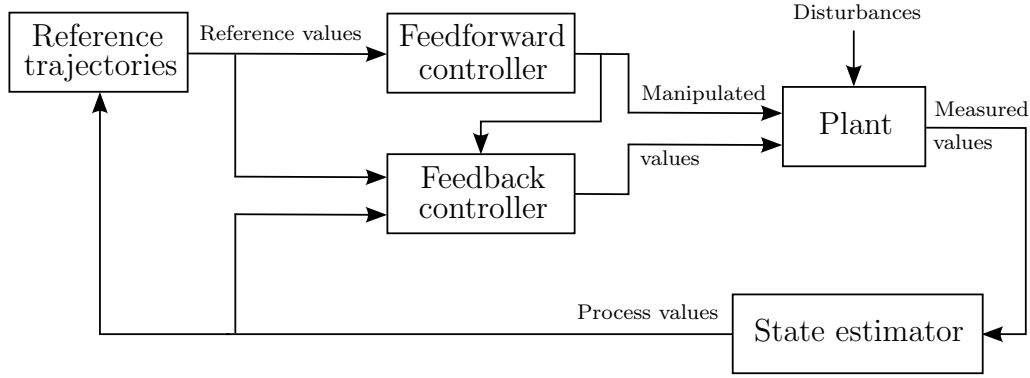 Reference
trajectories
Reference values
Feedforward
controller
Disturbances
Manipulated
values
Plant
Measured
values
Feedback
controller
Process values
State estimator